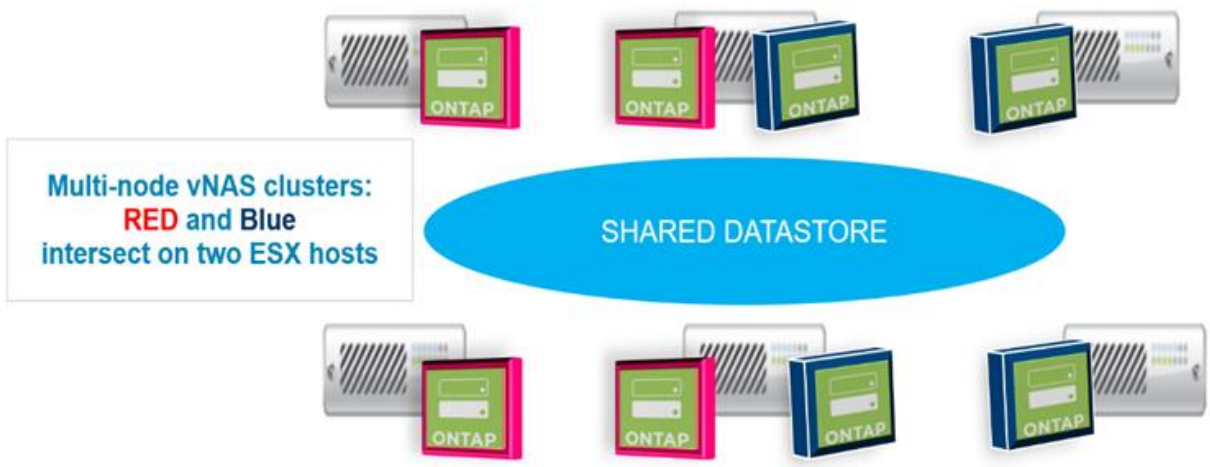 ONTAP
ONTAP
ONTAP
ONTAP
Multi-node vNAS clusters:
RED and Blue
intersect on two ESX hosts
SHARED DATASTORE
ONTAP
ONTAP
ONTAP
ONTAP